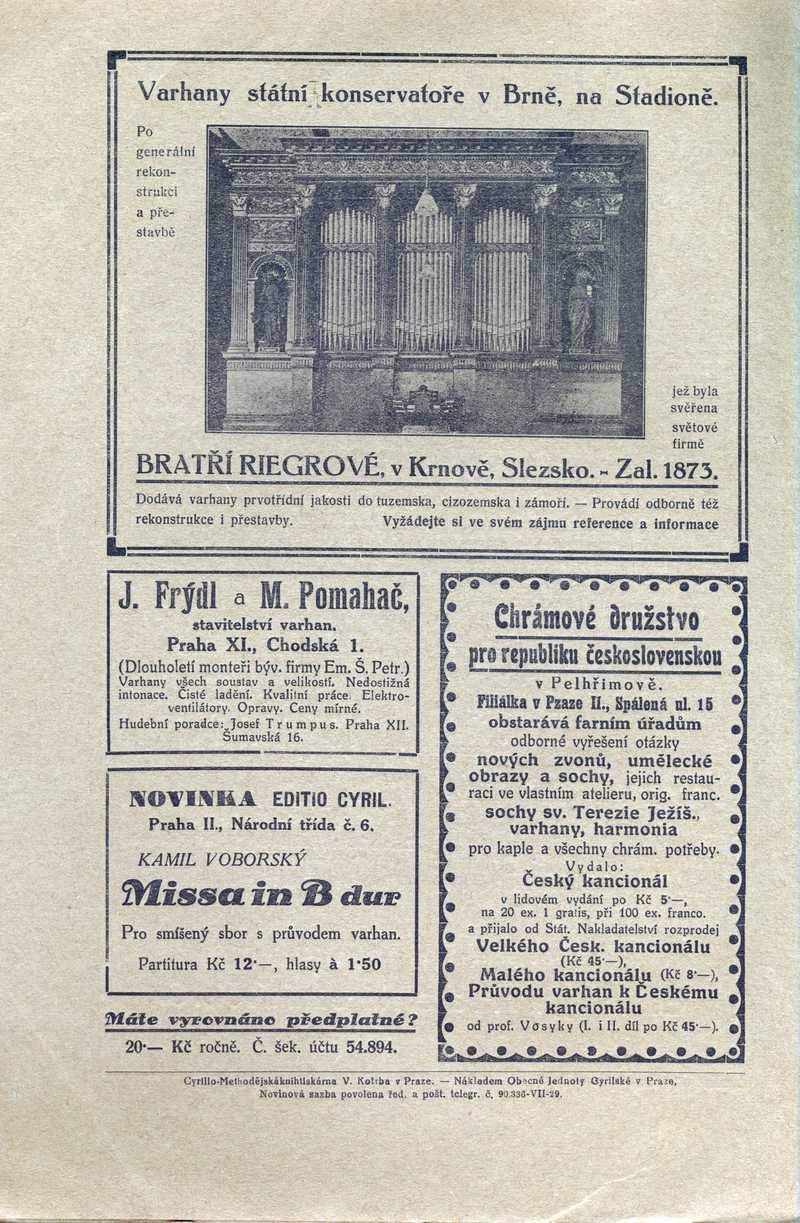 Varhany státní konservatoře v Brně, na Stadioně.
Po
generální
rekon-
strukci
a pře-
stavbě
jež byla
svěřena
světové
firmě
BRATŘÍ RIEGROVÉ, v Krnově, Slezsko. - Zal. 1873.
Dodává varhany prvotřídní jakosti do tuzemska, cizozemska i zámoří. — Provádí odborně též
rekonstrukce i přestavby. Vyžádejte si ve svém zájmu reference a informace
J. Frýdl a M. Pomahač,
stavitelství varhan.
Praha XI., Chodská 1.
(Dlouholetí monteři býv. firmy Em. Š. Petr.)
Varhany všech soustav a velikostí. Nedostižná
intonace. Čisté ladění. Kvalitní práce. Elektro-
ventilátory. Opravy. Ceny mírné.
Hudební poradce: Josef Trumpus. Praha XII.
Šumavská 16.
NOVINKA EDITIO CYRIL.
Praha II., Národní třída č. 6.
KAMIL VOBORSKÝ
Missa in B dur
Pro smíšený sbor s průvodem varhan.
Partitura Kč 12·—, hlasy à 1·50
Máte vyrovnáno předplatné?
20·— Kč ročně. Č. šek. účtu 54.894.
Chrámové družstvo
pro republiku československou
v Pelhřimově.
Filiálka v Pzaze II., Spálená ul. 15
obstarává farním úřadům
odborné vyřešení otázky
nových zvonů, umělecké
obrazy a sochy, jejich restau-
raci ve vlastním atelieru, orig. franc.
sochy sv. Terezie Ježíš.,
varhany, harmonia
pro kaple a všechny chrám. potřeby.
Vydalo:
Český kancionál
v lidovém vydání po Kč 5·—,
na 20 ex. 1 gratis, při 100 ex. franco.
a přijalo od Stát. Nakladatelství rozprodej
Velkého Česk. kancionálu
(Kč 45·—),
Malého kancionálu (Kč 8·—),
Průvodu varhan k Českému
kancionálu
od prof. Vosyky (I. i II. díl po Kč 45·—).
Cyrillo-Methodějskáknihtiskárna V. Kotrba v Praze. — Nákladem Obecné Jednoty Cyrilské v Praze,
Novinová sazba povolena řed. a pošt. telegr. č. 90.336-VII-29.